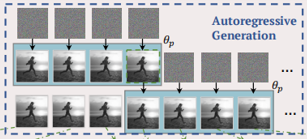 Autoregressive
Generation
θp
θp
...
...